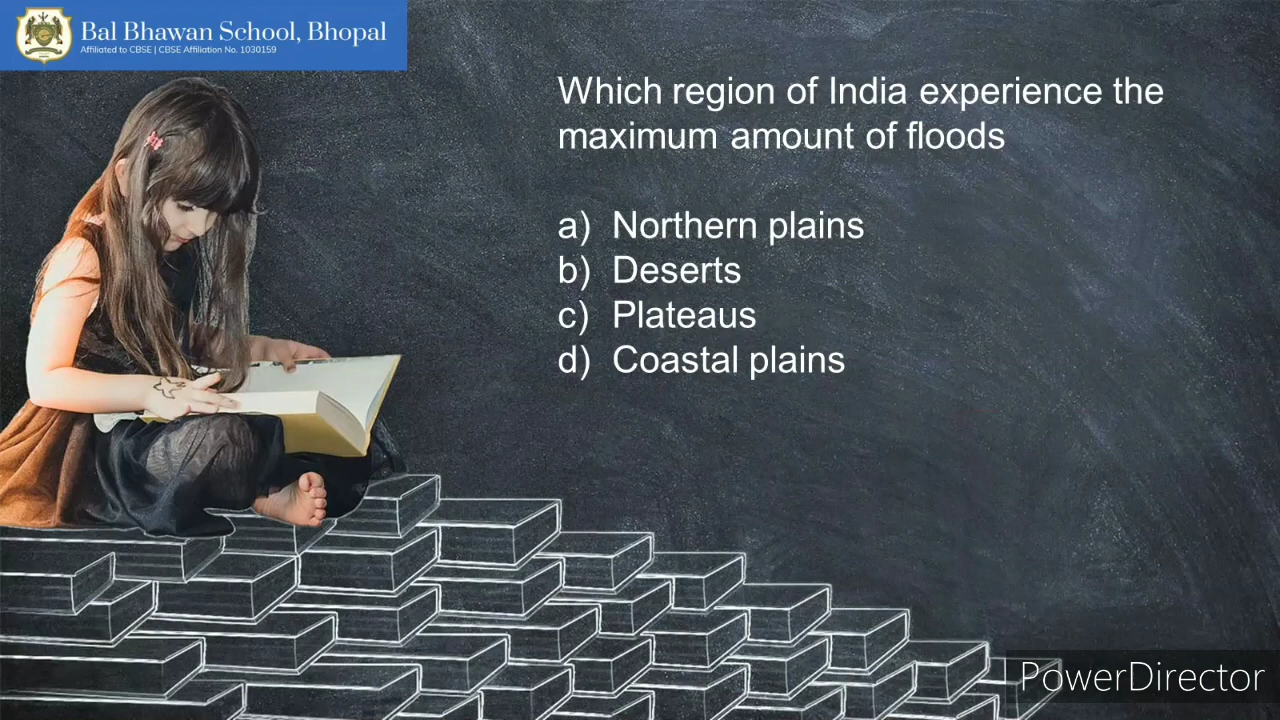 Bal Bhawan School, Bhopal
Affiliated to CBSE | CBSE Affiliation No. 1030159
Which region of India experience the
maximum amount of floods
a) Northern plains
b) Deserts
c) Plateaus
d) Coastal plains
PowerDirector